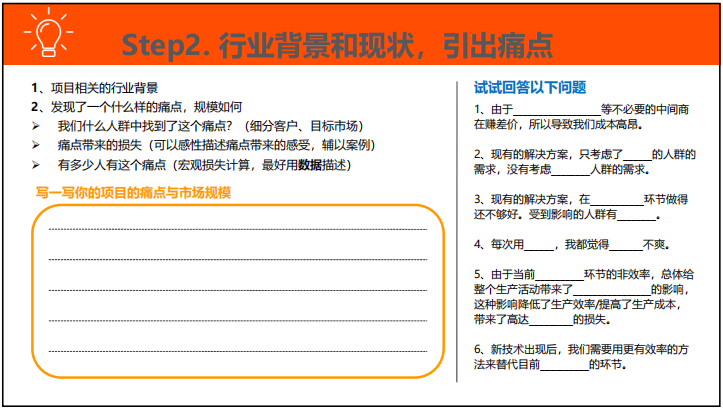 Step2. 行业背景和现状，引出痛点
1、项目相关的行业背景
2、发现了一个什么样的痛点，规模如何
➢ 我们什么人群中找到了这个痛点？（细分客户、目标市场）
➢ 痛点带来的损失（可以感性描述痛点带来的感受，辅以案例）
➢ 有多少人有这个痛点（宏观损失计算，最好用数据描述）
写一写你的项目的痛点与市场规模
试试回答以下问题
1、由于________________等不必要的中间商
在赚差价，所以导致我们成本高昂。
2、现有的解决方案，只考虑了_____的人群的
需求，没有考虑_______人群的需求。
3、现有的解决方案，在__________环节做得
还不够好。受到影响的人群有_______。
4、每次用_____，我都觉得______不爽。
5、由于当前_________环节的非效率，总体给
整个生产活动带来了______________的影响，
这种影响降低了生产效率/提高了生产成本，
带来了高达________的损失。
6、新技术出现后，我们需要用更有效率的方
法来替代目前_________的环节。